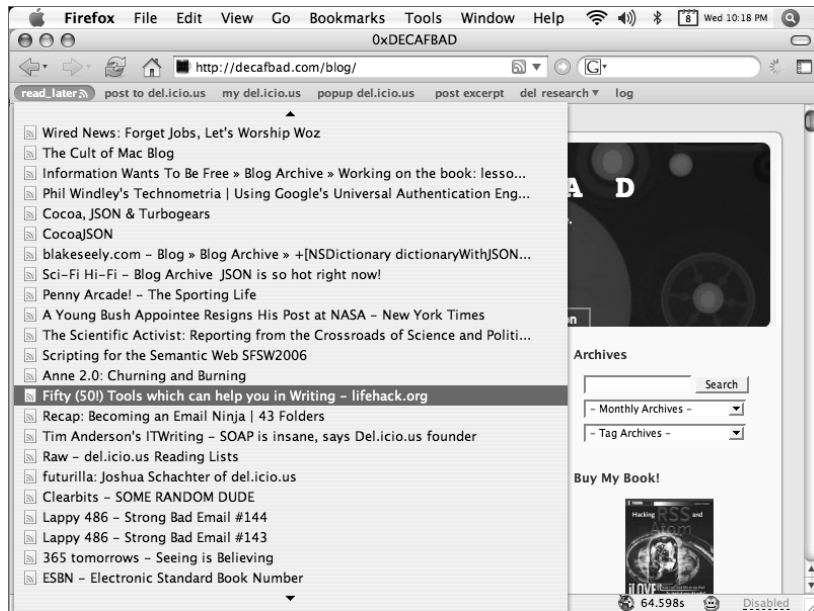 Firefox File Edit View Go Bookmarks Tools Window Help 8 Wed 10:18 PM
0xDECAFBAD
http://decafbad.com/blog/ G
read_later post to del.icio.us my del.icio.us popup del.icio.us post excerpt del research log
Wired News: Forget Jobs, Let's Worship Woz
The Cult of Mac Blog
Information Wants To Be Free » Blog Archive » Working on the book: lesso...
Phil Windley's Technometria | Using Google's Universal Authentication Eng...
Cocoa, JSON & Turbogears
CocoaJSON
blakeseely.com – Blog » Blog Archive » +[NSDictionary dictionaryWithJSON...
Sci-Fi Hi-Fi – Blog Archive JSON is so hot right now!
Penny Arcade! – The Sporting Life
A Young Bush Appointee Resigns His Post at NASA – New York Times
The Scientific Activist: Reporting from the Crossroads of Science and Politi...
Scripting for the Semantic Web SFSW2006
Anne 2.0: Churning and Burning
Fifty (50!) Tools which can help you in Writing – lifehack.org
Recap: Becoming an Email Ninja | 43 Folders
Tim Anderson's ITWriting – SOAP is insane, says Del.icio.us founder
Raw – del.icio.us Reading Lists
futurilla: Joshua Schachter of del.icio.us
Clearbits – SOME RANDOM DUDE
Lappy 486 – Strong Bad Email #144
Lappy 486 – Strong Bad Email #143
365 tomorrows – Seeing is Believing
ESBN – Electronic Standard Book Number
A D
Archives
Search
– Monthly Archives –
– Tag Archives –
Buy My Book!
Hacking RSS and
Atom
64.598s Disabled